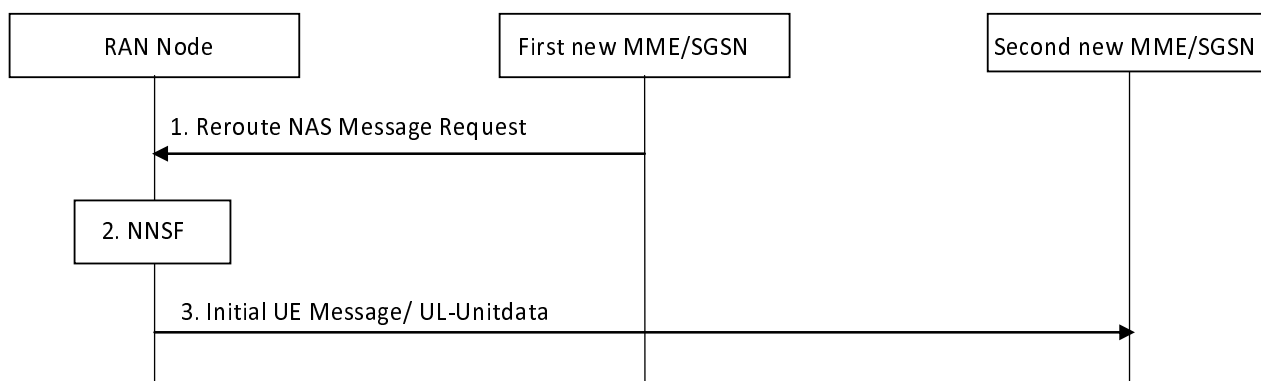 RAN Node
First new MME/SGSN
Second new MME/SGSN
1. Reroute NAS Message Request
2. NNSF
3. Initial UE Message/ UL-Unitdata